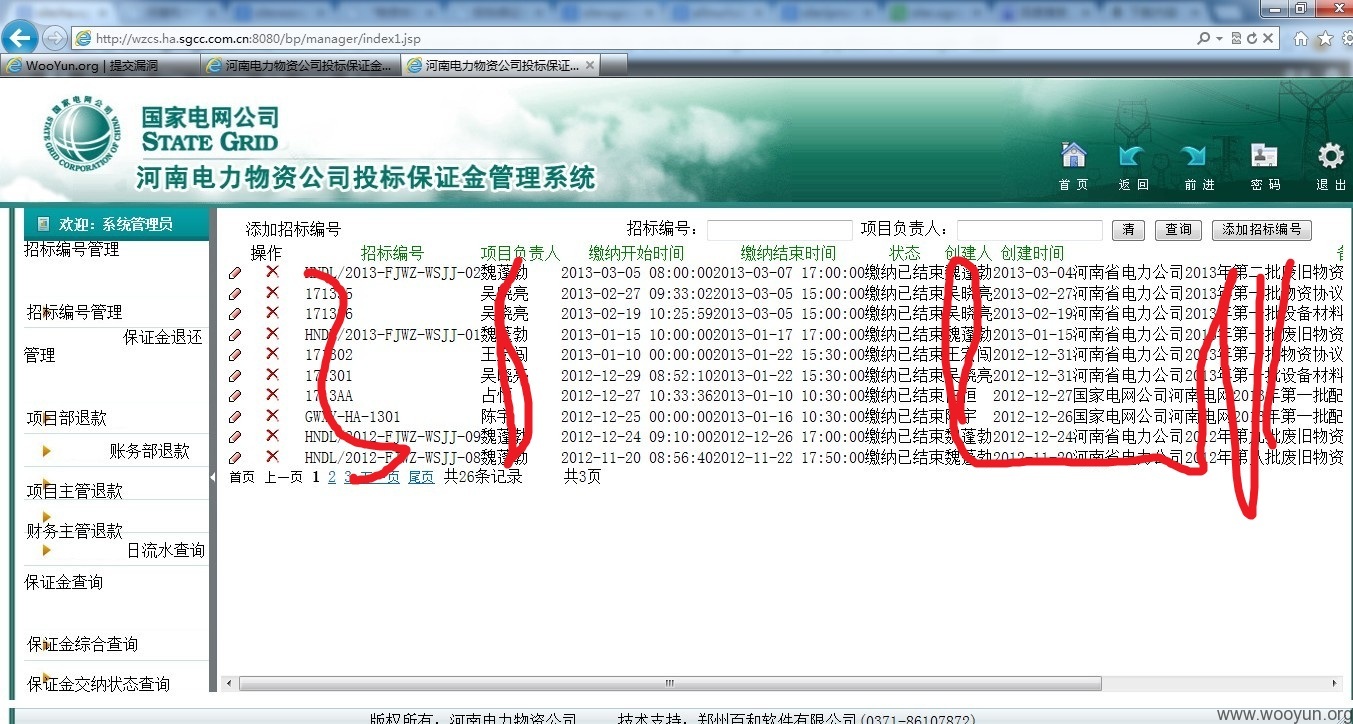 http://wzcs.ha.sgcc.com.cn:8080/bp/manager/index1.jsp
WooYun.org | 提交漏洞 河南电力物资公司投标保证金... 河南电力物资公司投标保证...
国家电网公司
STATE GRID
STATE GRID CORPORATION OF CHINA
河南电力物资公司投标保证金管理系统
首页 返回 前进 密码 退出
欢迎：系统管理员
招标编号管理
招标编号管理
保证金退还
管理
项目部退款
账务部退款
项目主管退款
财务主管退款
日流水查询
保证金查询
保证金综合查询
保证金交纳状态查询
添加招标编号 招标编号： 项目负责人： 清 查询 添加招标编号
操作 招标编号 项目负责人 缴纳开始时间 缴纳结束时间 状态 创建人 创建时间
HNDL/2013-FJWZ-WSJJ-02 魏蓬勃 2013-03-05 08:00:00 2013-03-07 17:00:00 缴纳已结束 魏蓬勃 2013-03-04 河南省电力公司2013年第二批废旧物资
吴晓亮 2013-02-27 09:33:02 2013-03-05 15:00:00 缴纳已结束 吴晓亮 2013-02-27 河南省电力公司2013年第一批物资协议
吴晓亮 2013-02-19 10:25:59 2013-03-05 15:00:00 缴纳已结束 吴晓亮 2013-02-19 河南省电力公司2013年第一批设备材料
HNDL/2013-FJWZ-WSJJ-01 魏蓬勃 2013-01-15 10:00:00 2013-01-17 17:00:00 缴纳已结束 魏蓬勃 2013-01-15 河南省电力公司2013年第一批废旧物资
171302 2013-01-10 00:00:00 2013-01-22 15:30:00 缴纳已结束 2012-12-31 河南省电力公司2013年第一批物资协议
171301 吴晓亮 2012-12-29 08:52:10 2013-01-22 15:30:00 缴纳已结束 吴晓亮 2012-12-31 河南省电力公司2013年第一批设备材料
1713AA 占恒 2012-12-27 10:33:36 2013-01-10 10:30:00 缴纳已结束 占恒 2012-12-27 国家电网公司河南电网2013年第一批配
陈宇 2012-12-25 00:00:00 2013-01-16 10:30:00 缴纳已结束 陈宇 2012-12-26 国家电网公司河南电网2013年第一批配
HNDL/2012-FJWZ-WSJJ-09 魏蓬勃 2012-12-24 09:10:00 2012-12-26 17:00:00 缴纳已结束 魏蓬勃 2012-12-24 河南省电力公司2012年第九批废旧物资
HNDL/2012-FJWZ-WSJJ-08 魏蓬勃 2012-11-20 08:56:40 2012-11-22 17:50:00 缴纳已结束 魏蓬勃 2012-11-20 河南省电力公司2012年第八批废旧物资
首页 上一页 1 2 3 下一页 尾页 共26条记录 共3页
版权所有：河南电力物资公司 技术支持：郑州百和软件有限公司(0371-86107872)
www.wooyun.org